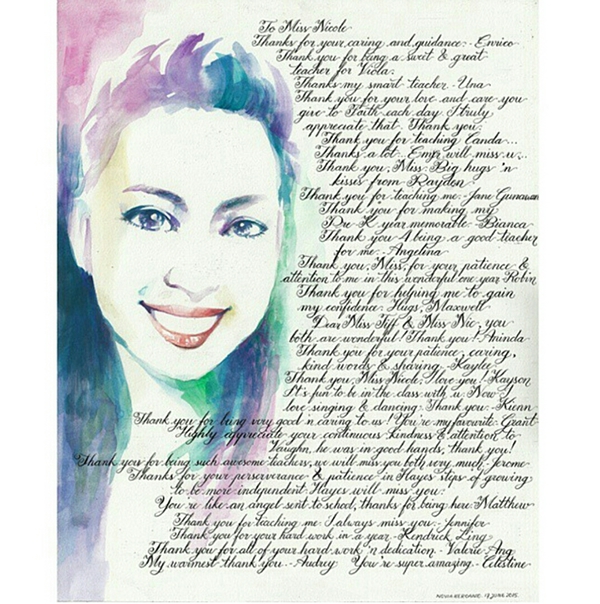 To Miss Nicole
Thanks for your caring and guidance - Enrico
Thank you for being a sweet & great
teacher for Viola.
Thanks my smart teacher - Una
Thank you for your love and care you
give to Faith each day. I truly
appreciate that. Thank you.
Thank you for teaching Canda...
Thanks a lot. Empr will miss u...
Thank you, Miss. Big hugs 'n
kisses from Raydon
Thank you for teaching me - Jane Gunawan
Thank you for making my
Pre K year memorable - Bianca
Thank you 4 being a good teacher
for me - Angelina
Thank you, Miss, for your patience &
attention to me in this wonderful one year - Robin
Thank you for helping me to gain
my confidence. Hugs, Maxwell
Dear Miss Tiff & Miss Nic, you
both are wonderful! Thank you! Arinda
Thank you for your patience, caring,
kind words & sharing - Kaylee
Thank you, Miss Nicole, I love you! Kayson
It's fun to be in the class with u. Now I
love singing & dancing. Thank you - Kienn
Thank you for being very good 'n caring to us! You're my favourite - Grant
Highly appreciate your continuous kindness & attention to
Vaughn, he was in good hands, thank you!
Thank you for being such awesome teachers, we will miss you both very much, Jerome
Thanks for your perseverance & patience in Hayes' steps of growing
to be more independent. Hayes will miss you.
You're like an angel sent to school, thanks for being here - Matthew
Thank you for teaching me. I always miss you - Jennifer
Thank you for your hard work in a year - Kendrick Ling
Thank you for all of your hard work 'n dedication - Valerie Ang
My warmest thank you - Audrey You're super amazing - Celestine
17 JUNE 2015